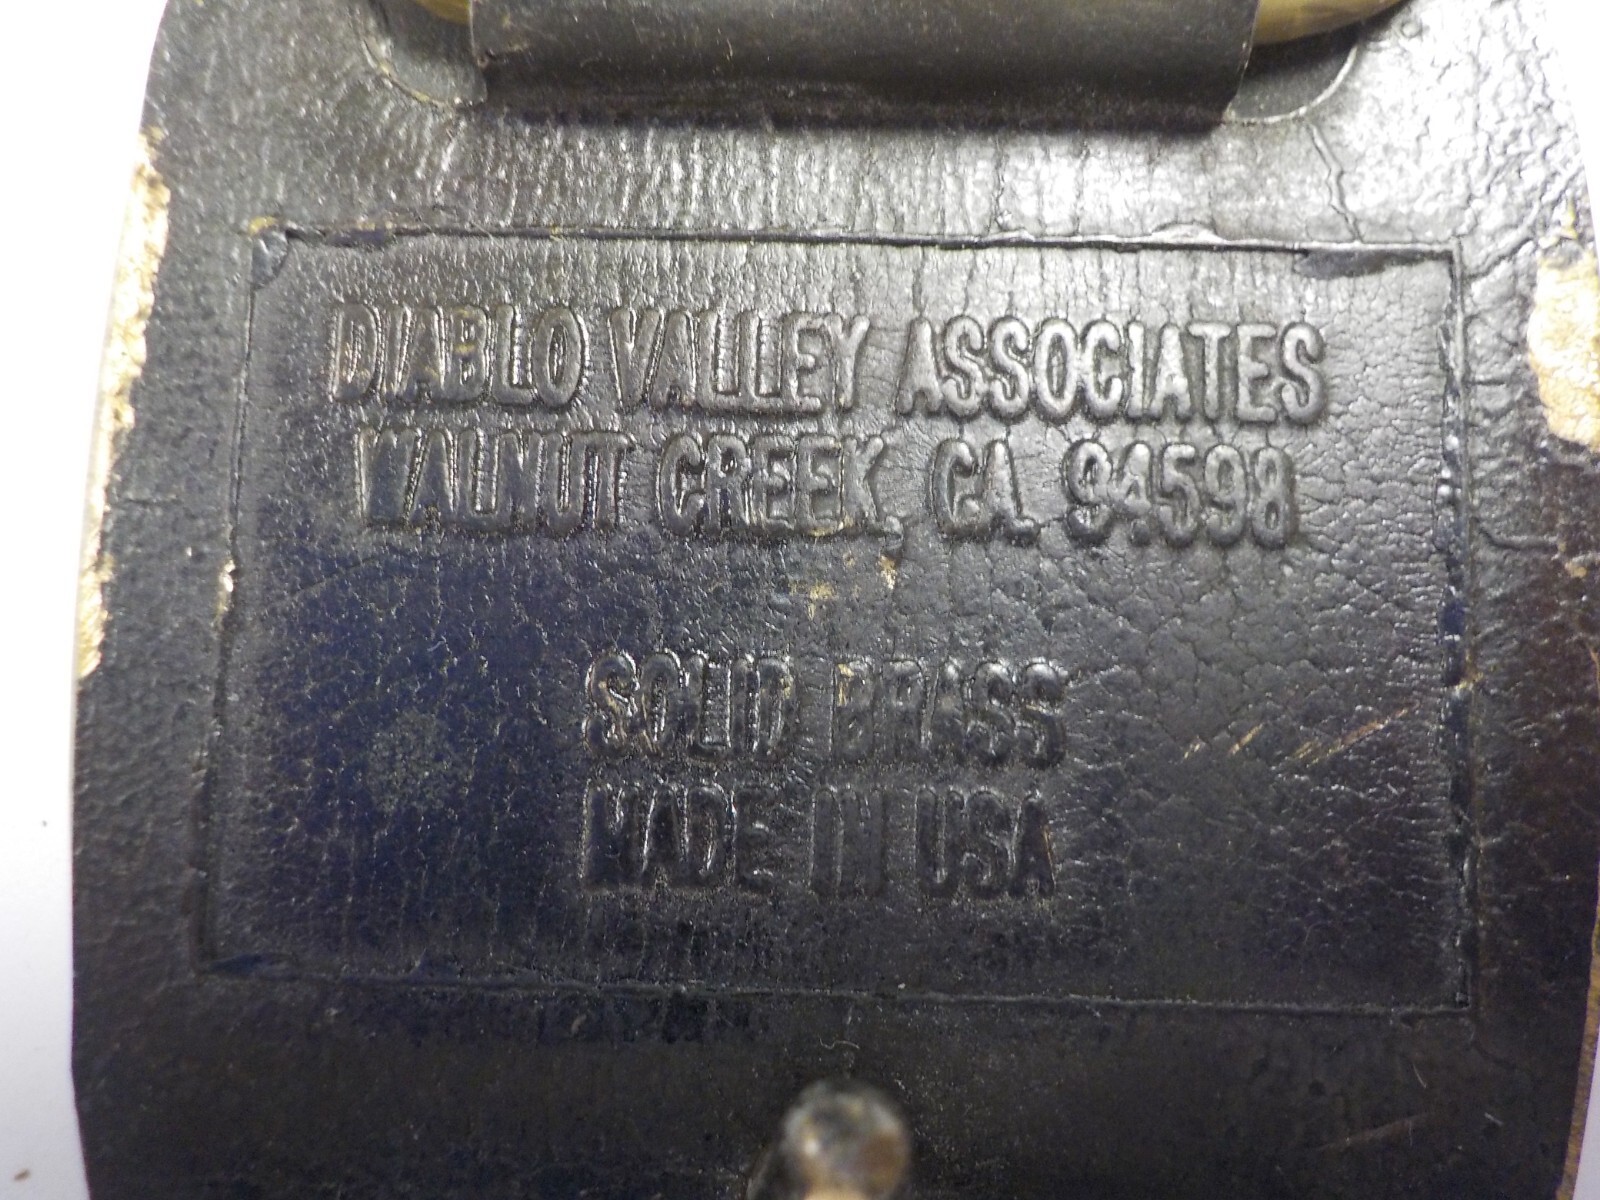 DIABLO VALLEY ASSOCIATES
WALNUT CREEK, CA. 94598
SOLID BRASS
MADE IN USA